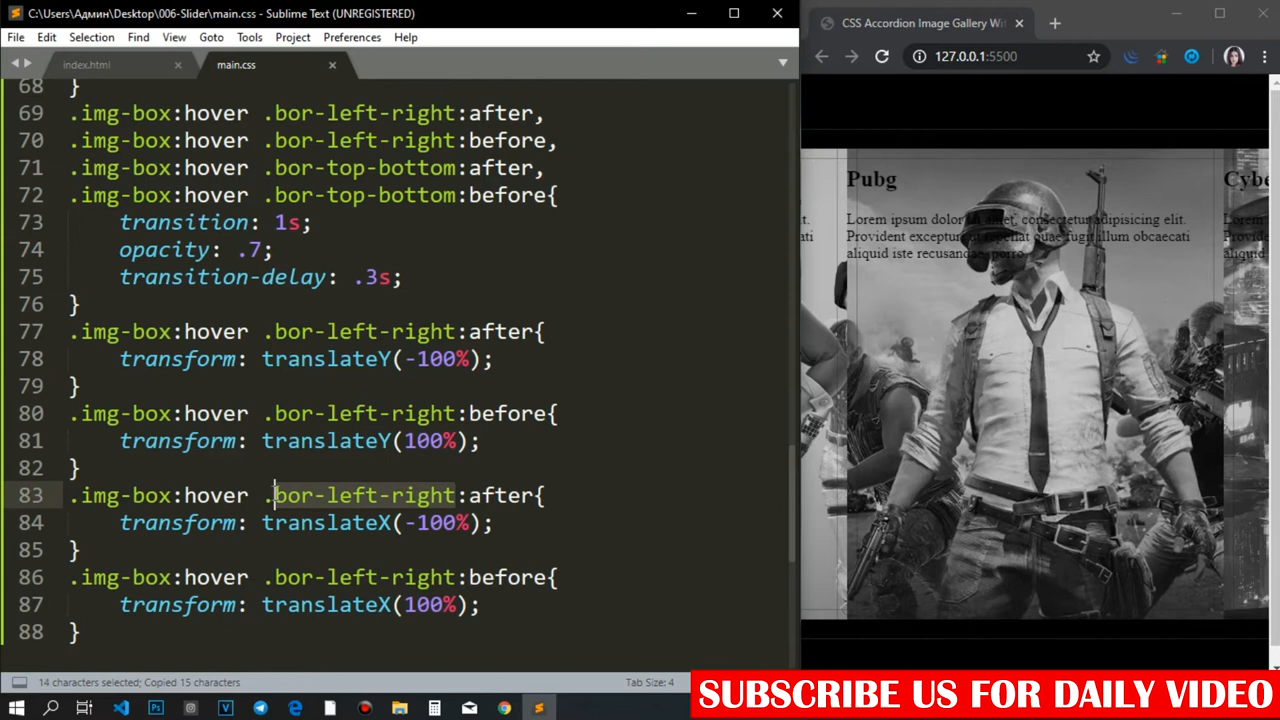 C:\Users\Админ\Desktop\006-Slider\main.css - Sublime Text (UNREGISTERED)
File Edit Selection Find View Goto Tools Project Preferences Help
index.html
main.css
68 }
69 .img-box:hover .bor-left-right:after,
70 .img-box:hover .bor-left-right:before,
71 .img-box:hover .bor-top-bottom:after,
72 .img-box:hover .bor-top-bottom:before{
73 transition: 1s;
74 opacity: .7;
75 transition-delay: .3s;
76 }
77 .img-box:hover .bor-left-right:after{
78 transform: translateY(-100%);
79 }
80 .img-box:hover .bor-left-right:before{
81 transform: translateY(100%);
82 }
83 .img-box:hover .bor-left-right:after{
84 transform: translateX(-100%);
85 }
86 .img-box:hover .bor-left-right:before{
87 transform: translateX(100%);
88 }
14 characters selected; Copied 15 characters
Tab Size: 4
CSS Accordion Image Gallery Wi
127.0.0.1:5500
Pubg
Lorem ipsum dolor sit amet, consectetur adipisicing elit.
Provident excepturi repellat quae fugit illum obcaecati
aliquid iste recusandae porro.
Cybe
SUBSCRIBE US FOR DAILY VIDEO